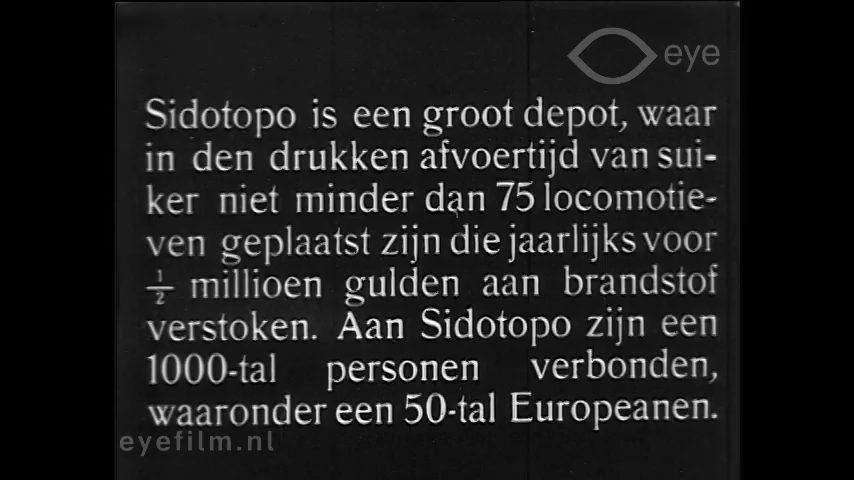 eye
Sidotopo is een groot depot, waar
in den drukken afvoertijd van sui-
ker niet minder dan 75 locomotie-
ven geplaatst zijn die jaarlijks voor
½ millioen gulden aan brandstof
verstoken. Aan Sidotopo zijn een
1000-tal personen verbonden,
waaronder een 50-tal Europeanen.
eyefilm.nl